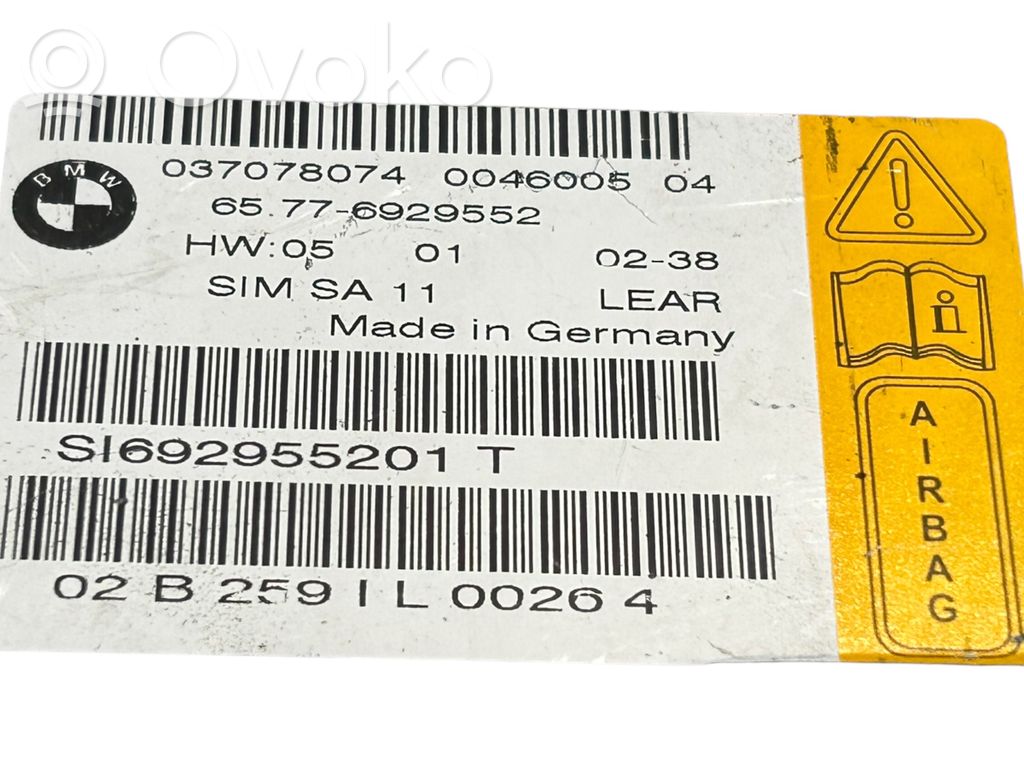 Ovoko
BMW
037078074 0046005 04
65.77-6929552
HW:05 01 02-38
SIM SA 11 LEAR
Made in Germany
SI692955201 T
02 B 259 I L 0026 4
i
AIRBAG